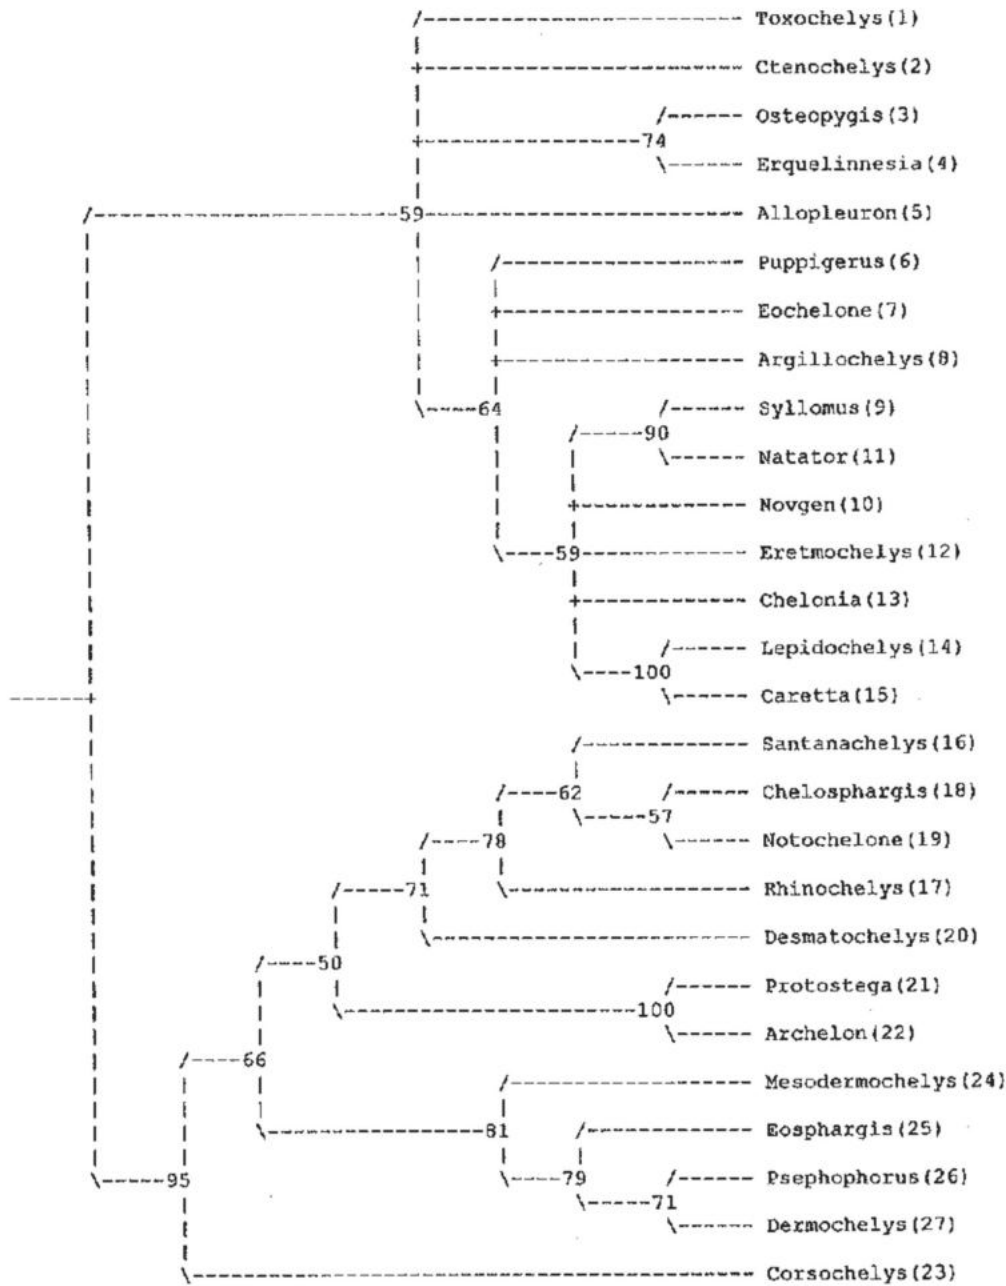 Toxochelys(1)
Ctenochelys(2)
Osteopygis(3)
74
Erquelinnesia(4)
59 Allopleuron(5)
Puppigerus(6)
Eochelone(7)
Argillochelys(8)
64 Syllomus(9)
90
Natator(11)
Novgen(10)
59 Eretmochelys(12)
Chelonia(13)
Lepidochelys(14)
100
Caretta(15)
Santanachelys(16)
62 Chelosphargis(18)
57
78 Notochelone(19)
71 Rhinochelys(17)
Desmatochelys(20)
50 Protostega(21)
100
Archelon(22)
66
Mesodermochelys(24)
81 Eosphargis(25)
95 79 Psephophorus(26)
71
Dermochelys(27)
Corsochelys(23)